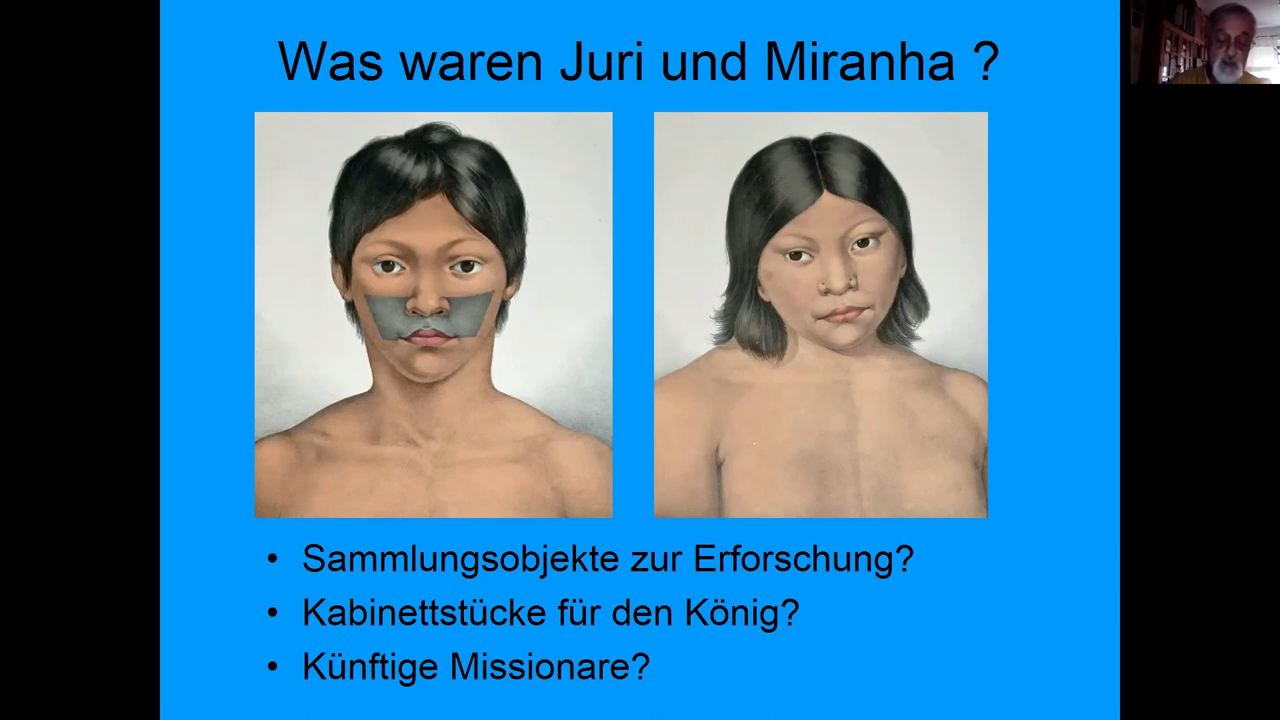 Was waren Juri und Miranha ?
• Sammlungsobjekte zur Erforschung?
• Kabinettstücke für den König?
• Künftige Missionare?